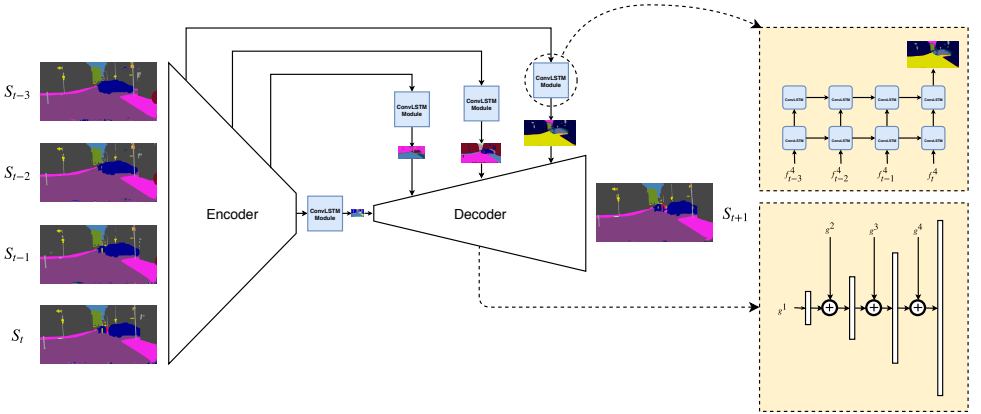 S_{t-3}
S_{t-2}
S_{t-1}
S_t
Encoder
ConvLSTM
Module
ConvLSTM
Module
ConvLSTM
Module
ConvLSTM
Module
Decoder
S_{t+1}
ConvLSTM ConvLSTM ConvLSTM ConvLSTM
ConvLSTM ConvLSTM ConvLSTM ConvLSTM
f^4_{t-3} f^4_{t-2} f^4_{t-1} f^4_t
g^2 g^3 g^4
g^1 + + +